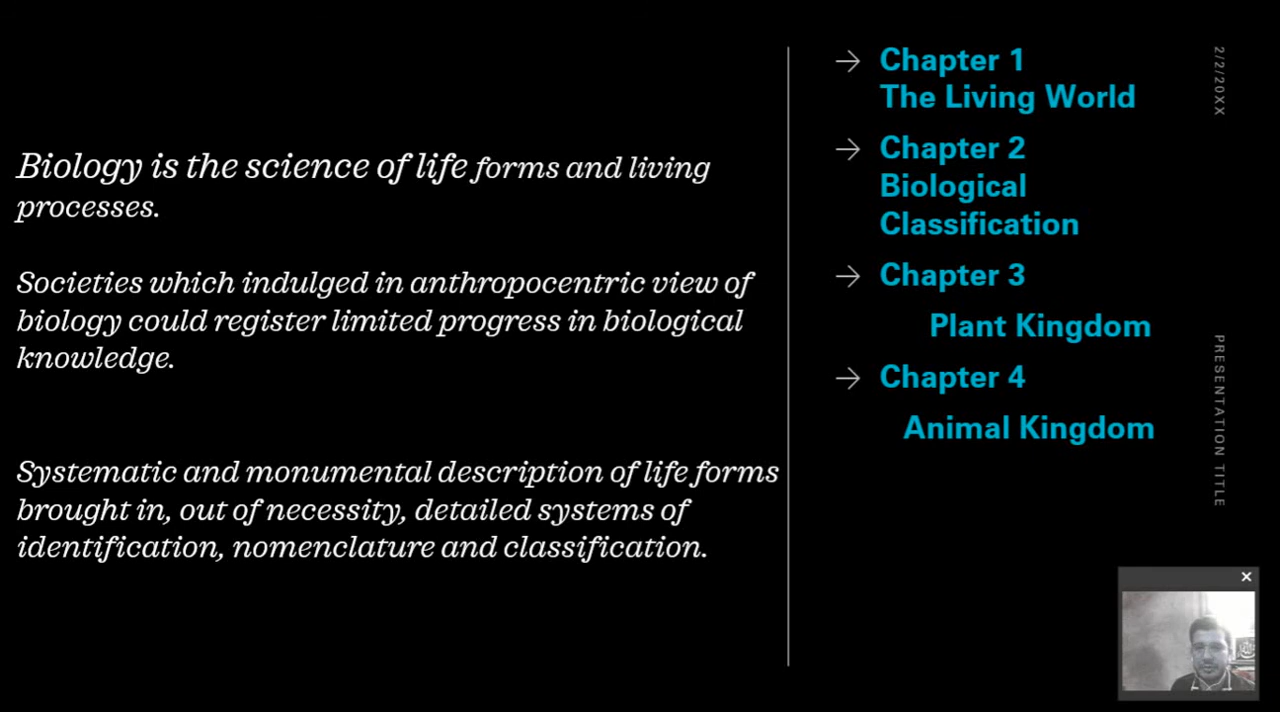 Biology is the science of life forms and living
processes.
Societies which indulged in anthropocentric view of
biology could register limited progress in biological
knowledge.
Systematic and monumental description of life forms
brought in, out of necessity, detailed systems of
identification, nomenclature and classification.
→ Chapter 1
The Living World
→ Chapter 2
Biological
Classification
→ Chapter 3
Plant Kingdom
→ Chapter 4
Animal Kingdom
2/2/20XX
PRESENTATION TITLE